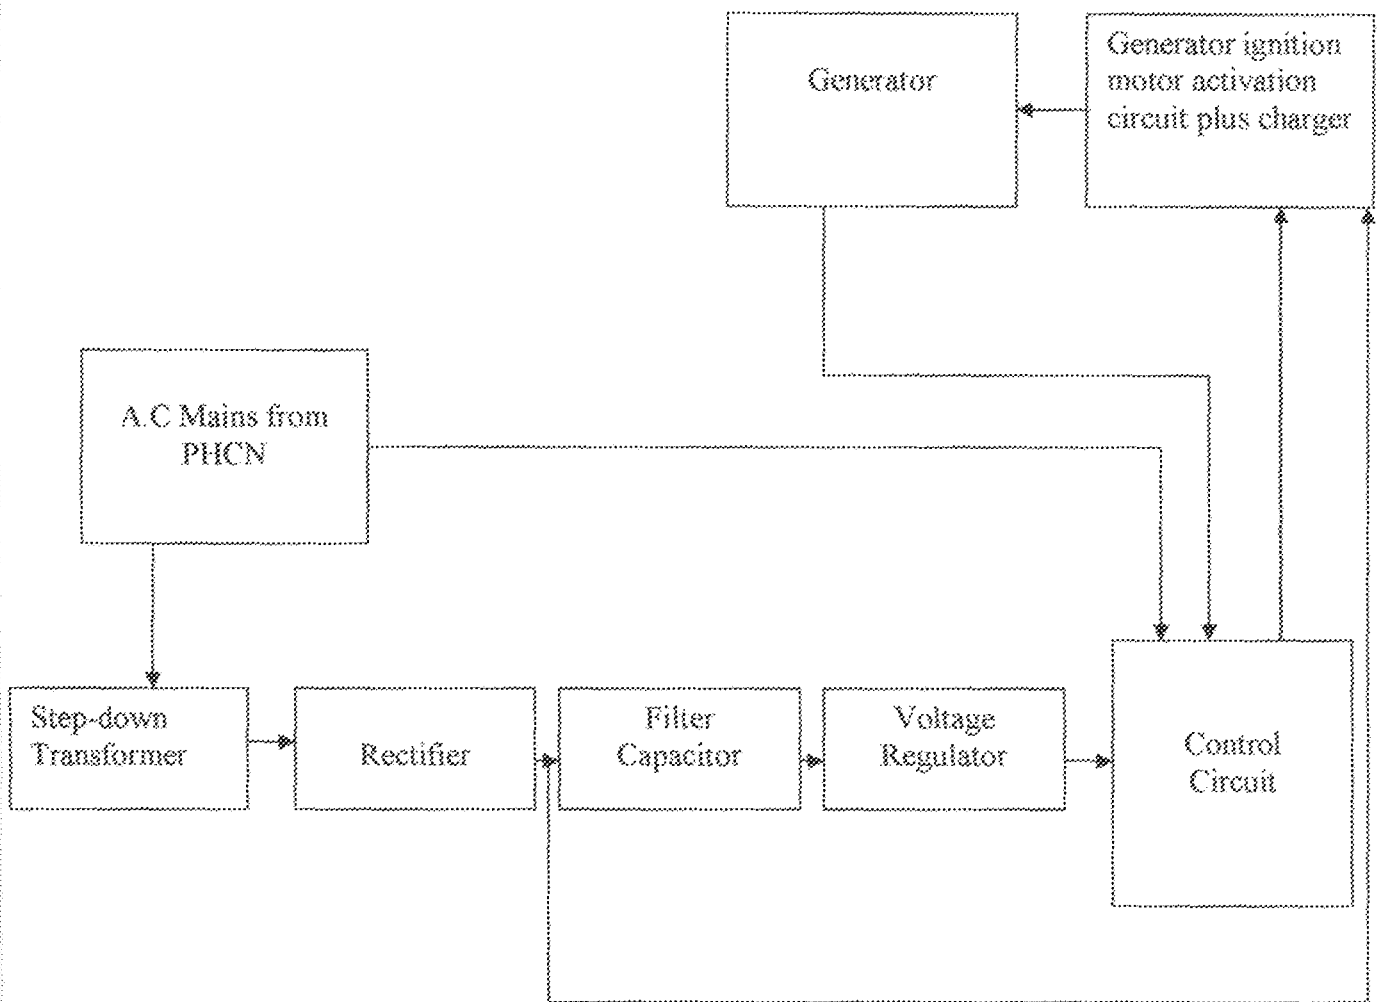 Generator
Generator ignition
motor activation
circuit plus charger
A.C Mains from
PHCN
Step-down
Transformer
Rectifier
Filter
Capacitor
Voltage
Regulator
Control
Circuit